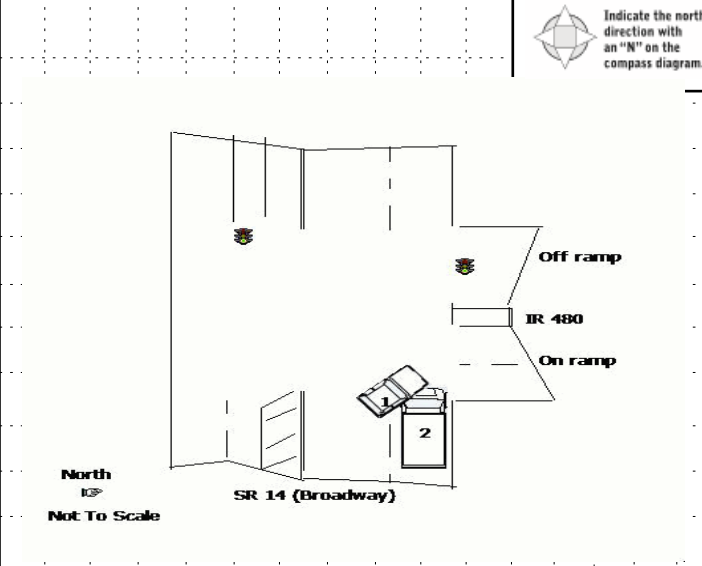 Indicate the north
direction with
an "N" on the
compass diagram.
Off ramp
IR 480
On ramp
1
2
North
SR 14 (Broadway)
Not To Scale